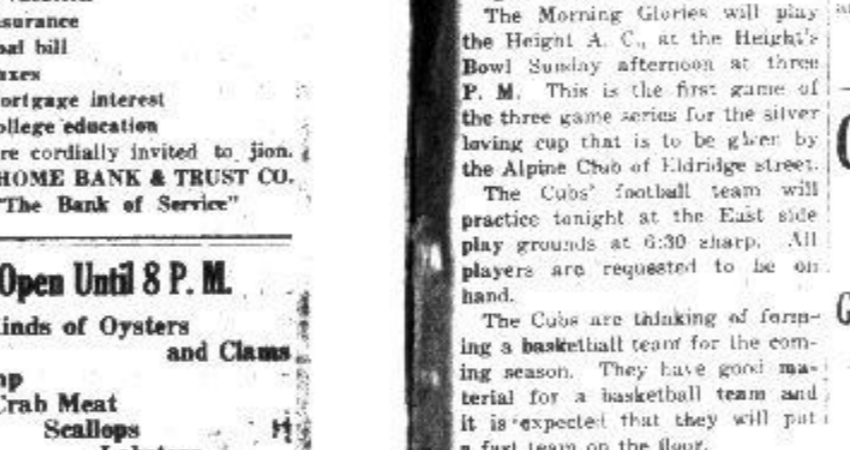 nsurance
oal bill
axes
ortgage interest
ollege education
re cordially invited to jion.
HOME BANK & TRUST CO.
"The Bank of Service"
Open Until 8 P. M.
inds of Oysters
and Clams
Crab Meat
Scallops
The Morning Glories will play
the Height A. C., at the Height's
Bowl Sunday afternoon at three
P. M. This is the first game of
the three game series for the silver
loving cup that is to be given by
the Alpine Club of Eldridge street.
The Cubs' football team will
practice tonight at the East side
play grounds at 6:30 sharp. All
players are requested to be on
hand.
The Cubs are thinking of form-
ing a basketball team for the com-
ing season. They have good ma-
terial for a basketball team and
it is expected that they will put
a fast team on the floor.